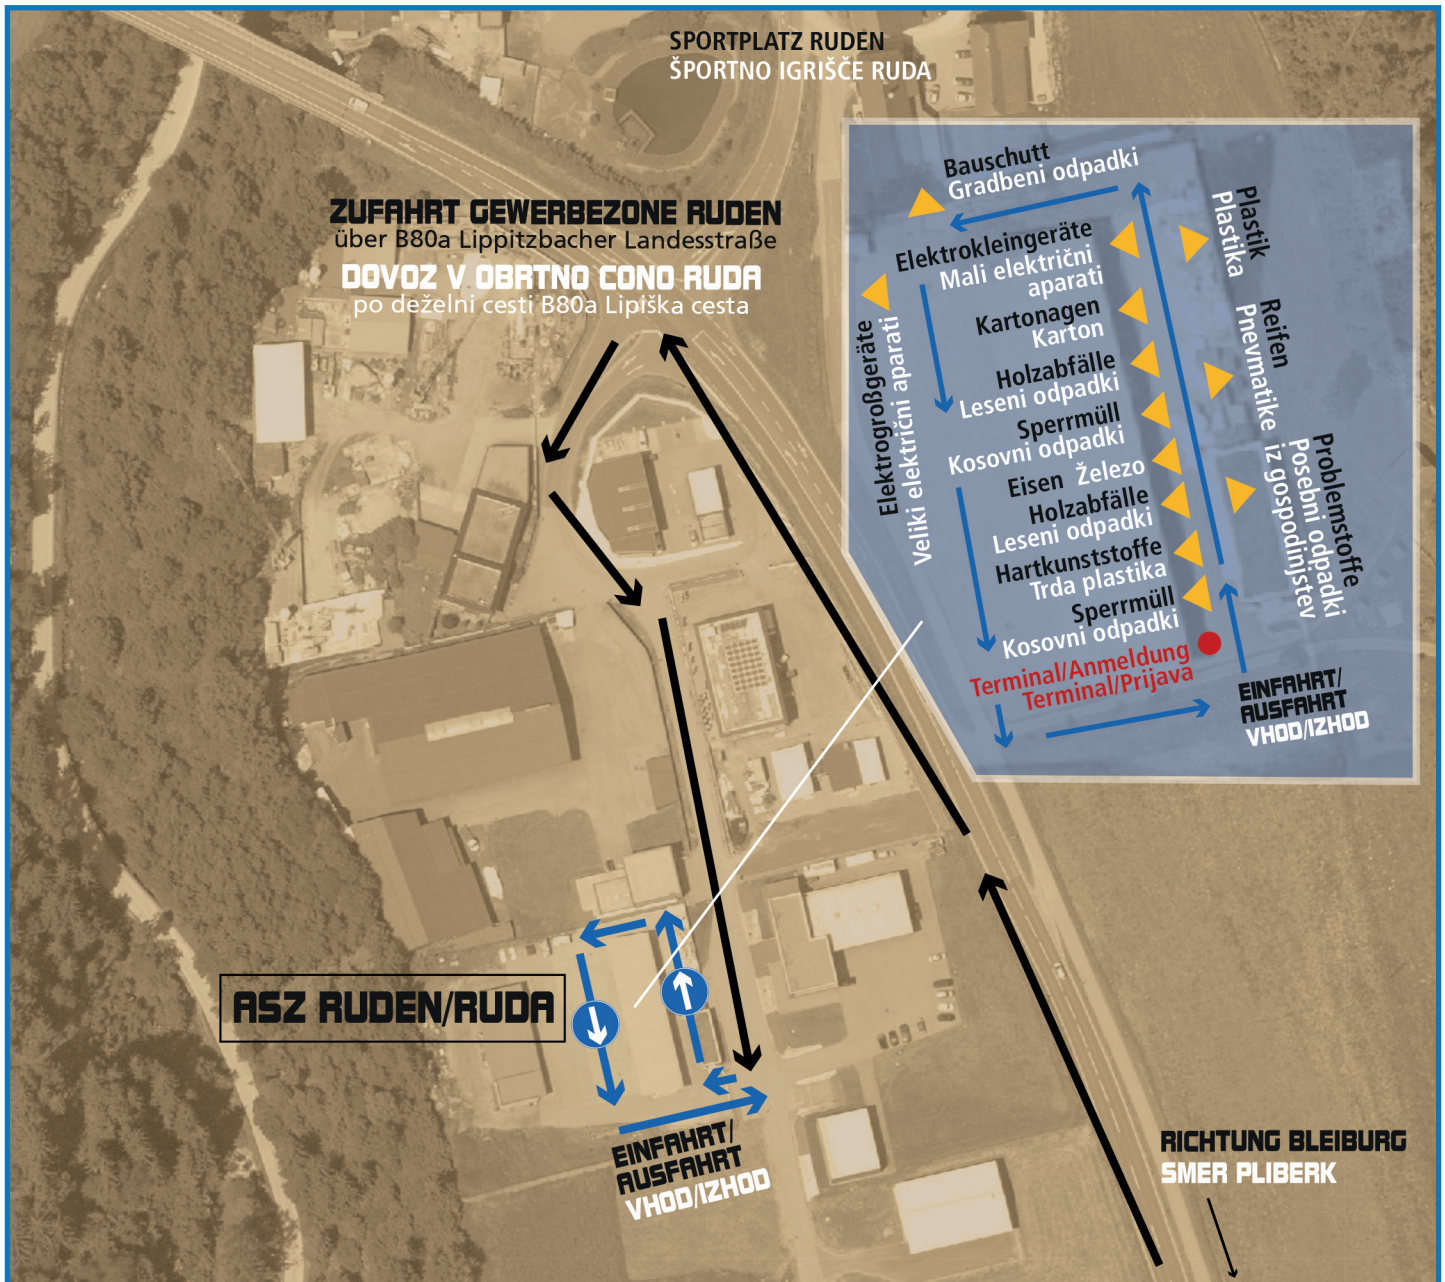 SPORTPLATZ RUDEN
ŠPORTNO IGRIŠČE RUDA
ZUFAHRT GEWERBEZONE RUDEN
über B80a Lippitzbacher Landesstraße
DOVOZ V OBRTNO CONO RUDA
po deželni cesti B80a Lipiška cesta
Bauschutt
Gradbeni odpadki
Elektrokleingeräte
Mali električni
aparati
Kartonagen
Karton
Holzabfälle
Leseni odpadki
Sperrmüll
Kosovni odpadki
Eisen Železo
Holzabfälle
Leseni odpadki
Hartkunststoffe
Trda plastika
Sperrmüll
Kosovni odpadki
Terminal/Anmeldung
Terminal/Prijava
Elektrogroßgeräte
Veliki električni aparati
Plastik
Plastika
Reifen
Pnevmatike
Problemstoffe
Posebni odpadki
iz gospodinjstev
EINFAHRT/
AUSFAHRT
VHOD/IZHOD
ASZ RUDEN/RUDA
EINFAHRT/
AUSFAHRT
VHOD/IZHOD
RICHTUNG BLEIBURG
SMER PLIBERK